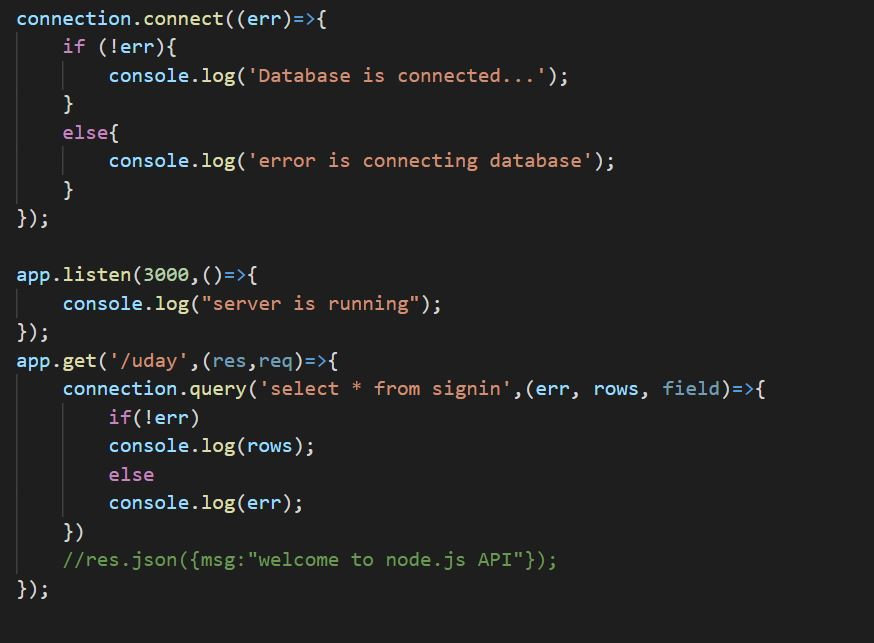 connection.connect((err)=>{
    if (!err){
        console.log('Database is connected...');
    }
    else{
        console.log('error is connecting database');
    }
});

app.listen(3000,()=>{
    console.log("server is running");
});
app.get('/uday',(res,req)=>{
    connection.query('select * from signin',(err, rows, field)=>{
        if(!err)
        console.log(rows);
        else
        console.log(err);
    })
    //res.json({msg:"welcome to node.js API"});
});